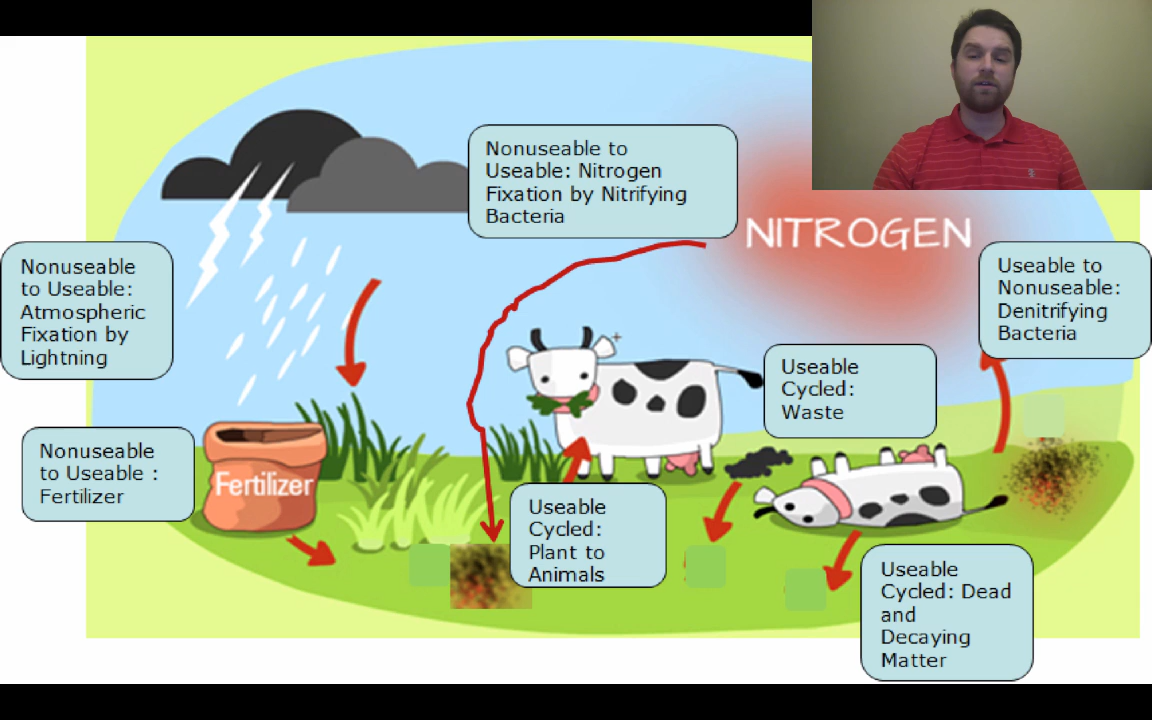 Nonuseable to
Useable: Nitrogen
Fixation by Nitrifying
Bacteria
NITROGEN
Nonuseable
to Useable:
Atmospheric
Fixation by
Lightning
Useable to
Nonuseable:
Denitrifying
Bacteria
Useable
Cycled:
Waste
Nonuseable
to Useable :
Fertilizer
Fertilizer
Useable
Cycled:
Plant to
Animals
Useable
Cycled: Dead
and
Decaying
Matter